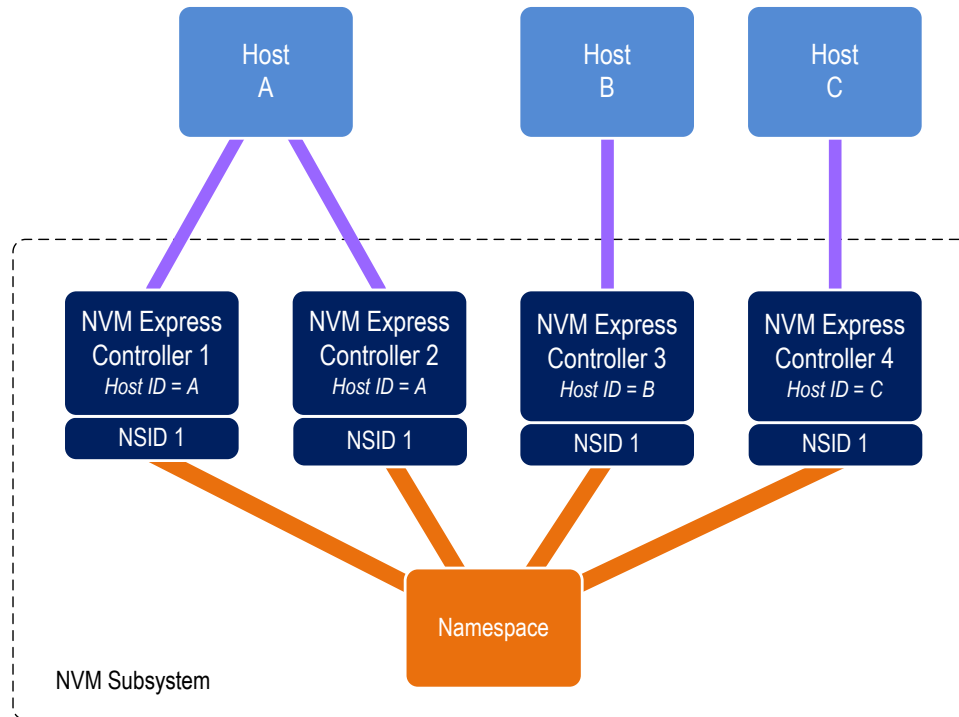 Host
A
Host
B
Host
C
NVM Express
Controller 1
Host ID = A
NSID 1
NVM Express
Controller 2
Host ID = A
NSID 1
NVM Express
Controller 3
Host ID = B
NSID 1
NVM Express
Controller 4
Host ID = C
NSID 1
Namespace
NVM Subsystem